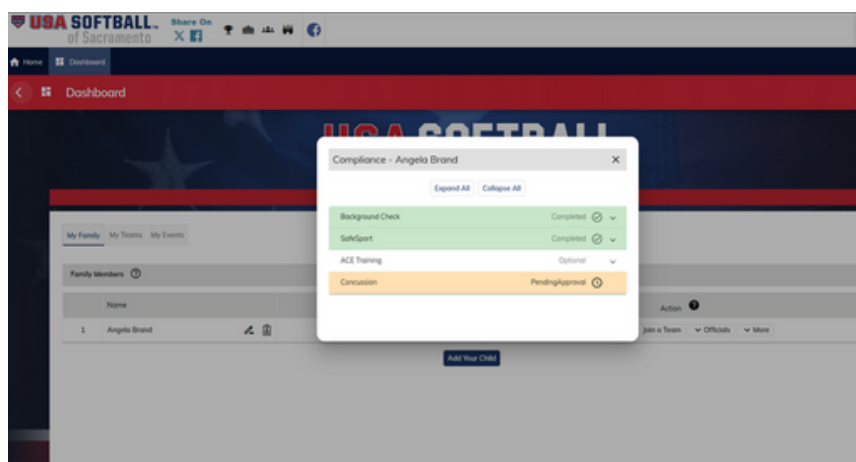 USA SOFTBALL
of Sacramento
Share On
Home
Dashboard
Dashboard
USA SOFTBALL
Compliance - Angela Brand
Expand All Collapse All
Background Check Completed
SafeSport Completed
ACE Training Optional
Concussion PendingApproval
My Family My Teams My Events
Family Members
Name Action
1 Angela Brand Join a Team Officials More
Add Your Child